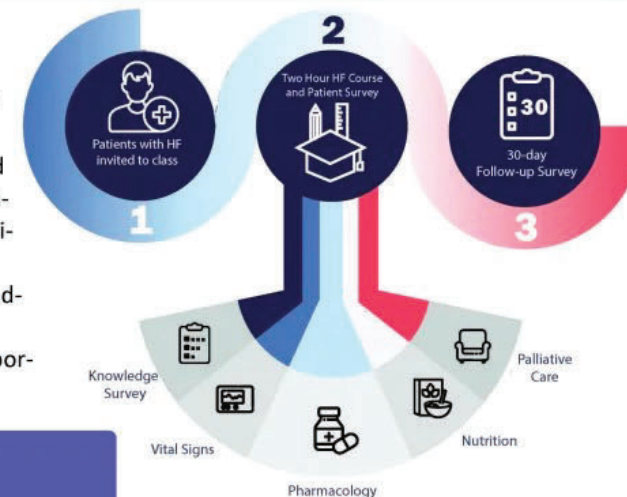 2
Two Hour HF Course
and Patient Survey
Patients with HF
invited to class
30
30-day
Follow-up Survey
1
3
d-
por-
Knowledge
Survey
Vital Signs
Pharmacology
Nutrition
Palliative
Care